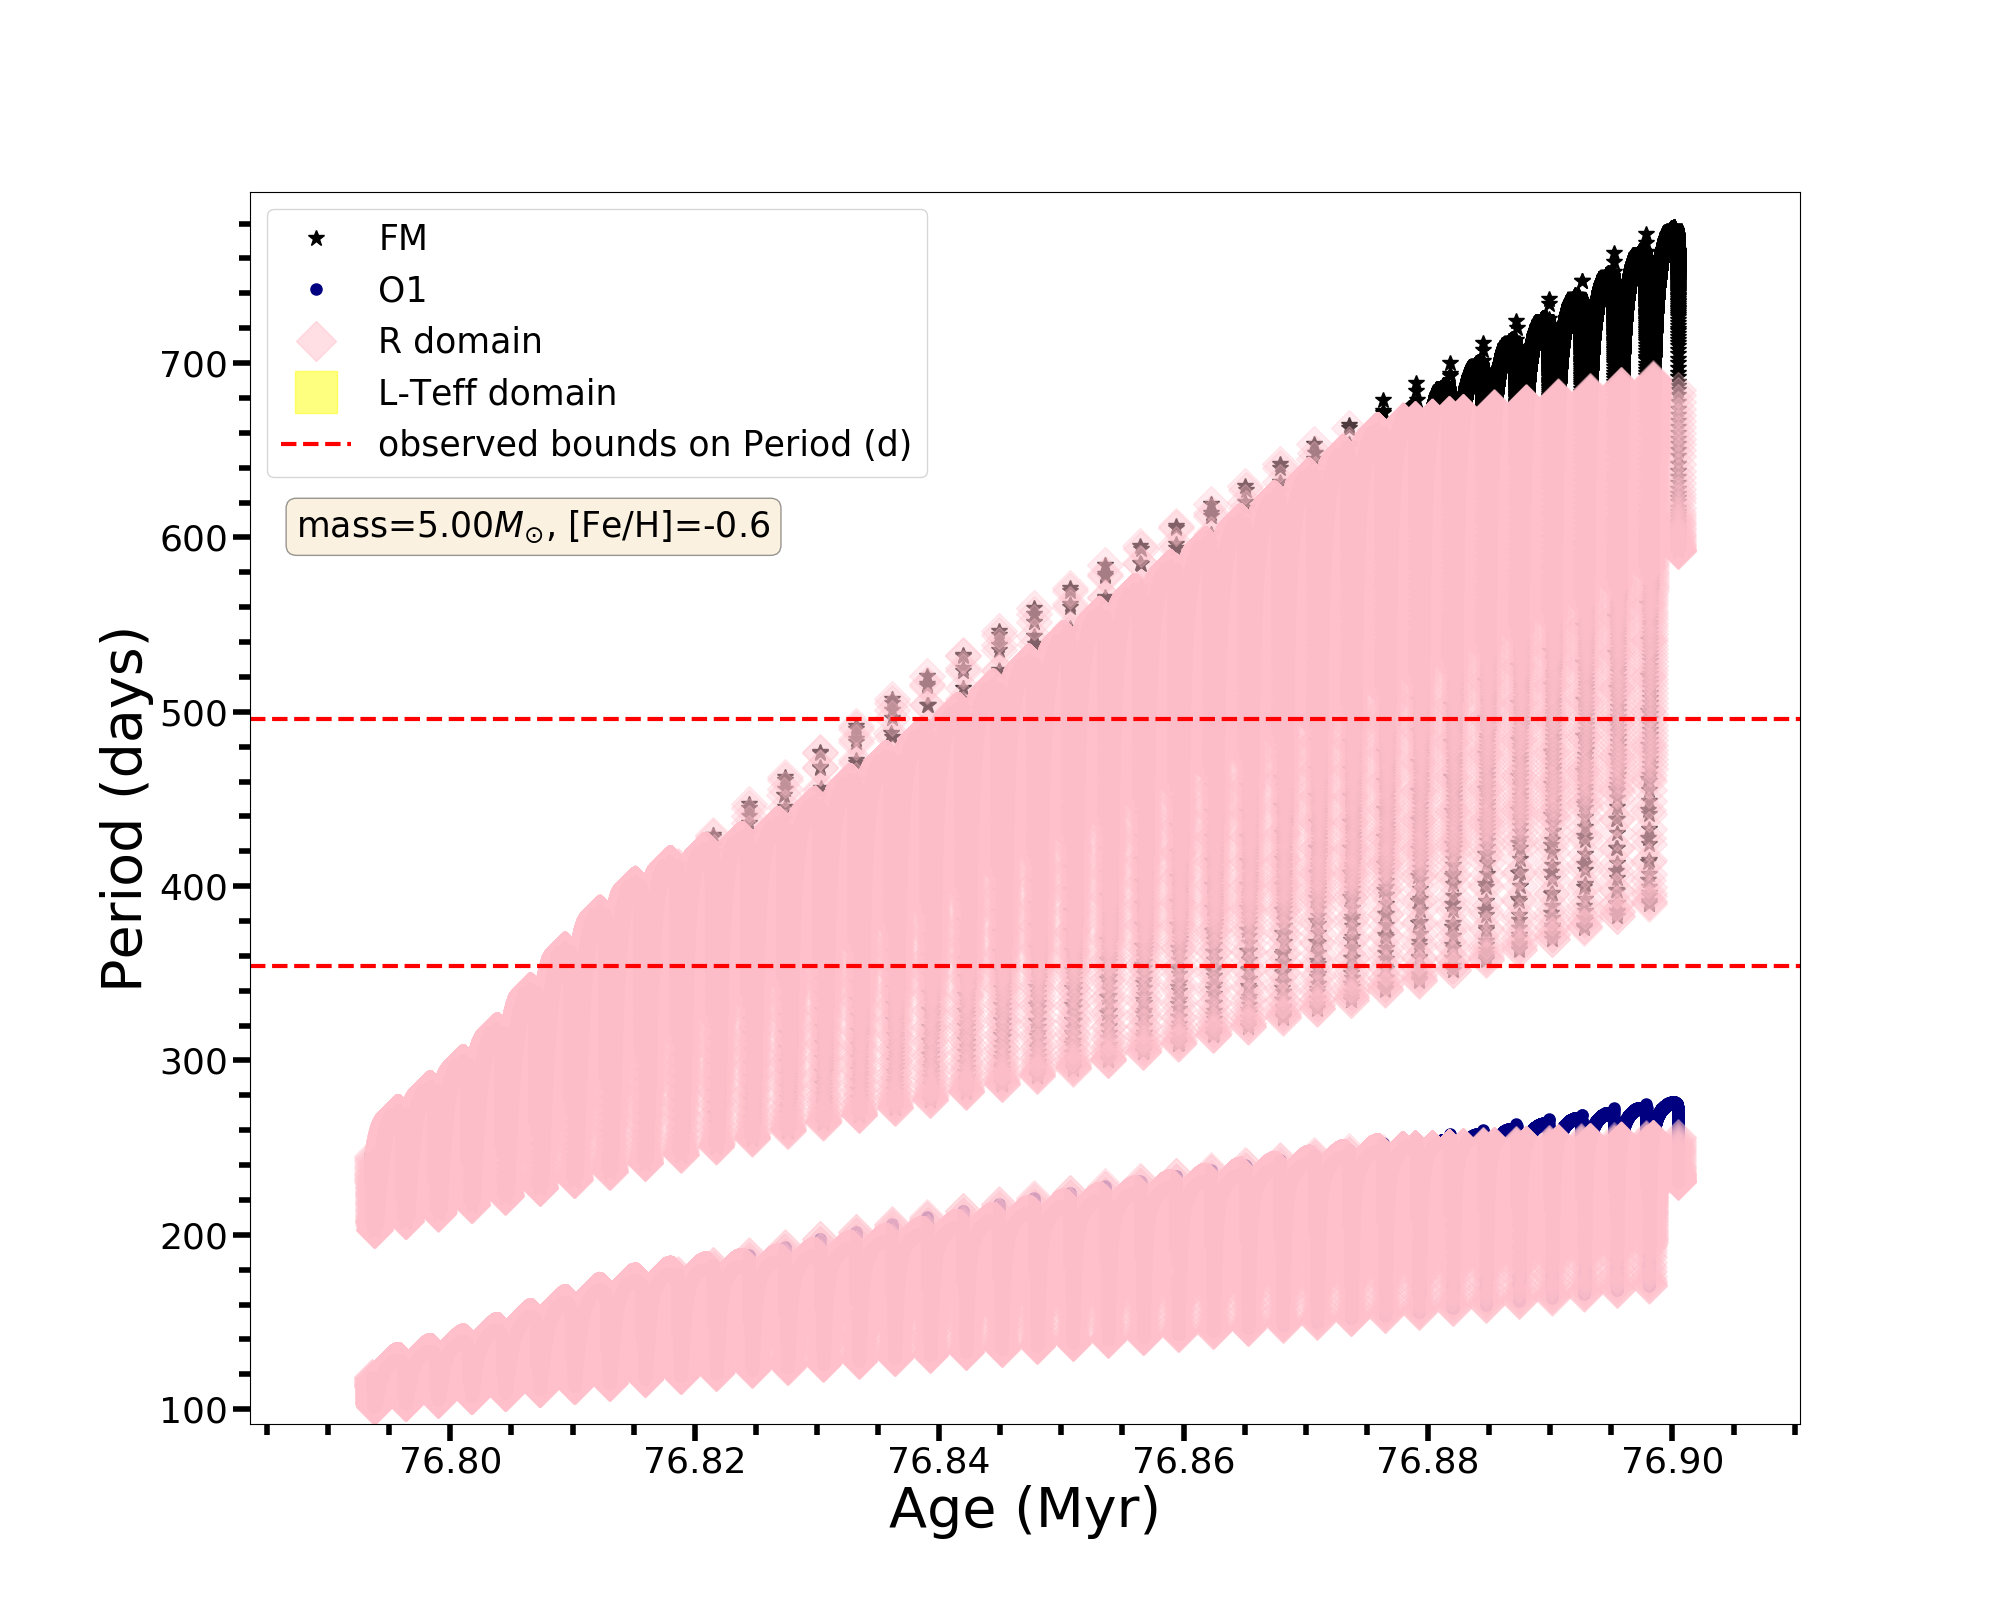 FM
O1
R domain
L-Teff domain
observed bounds on Period (d)
mass=5.00M⊙, [Fe/H]=-0.6
Period (days)
700
600
500
400
300
200
100
76.80 76.82 76.84 76.86 76.88 76.90
Age (Myr)